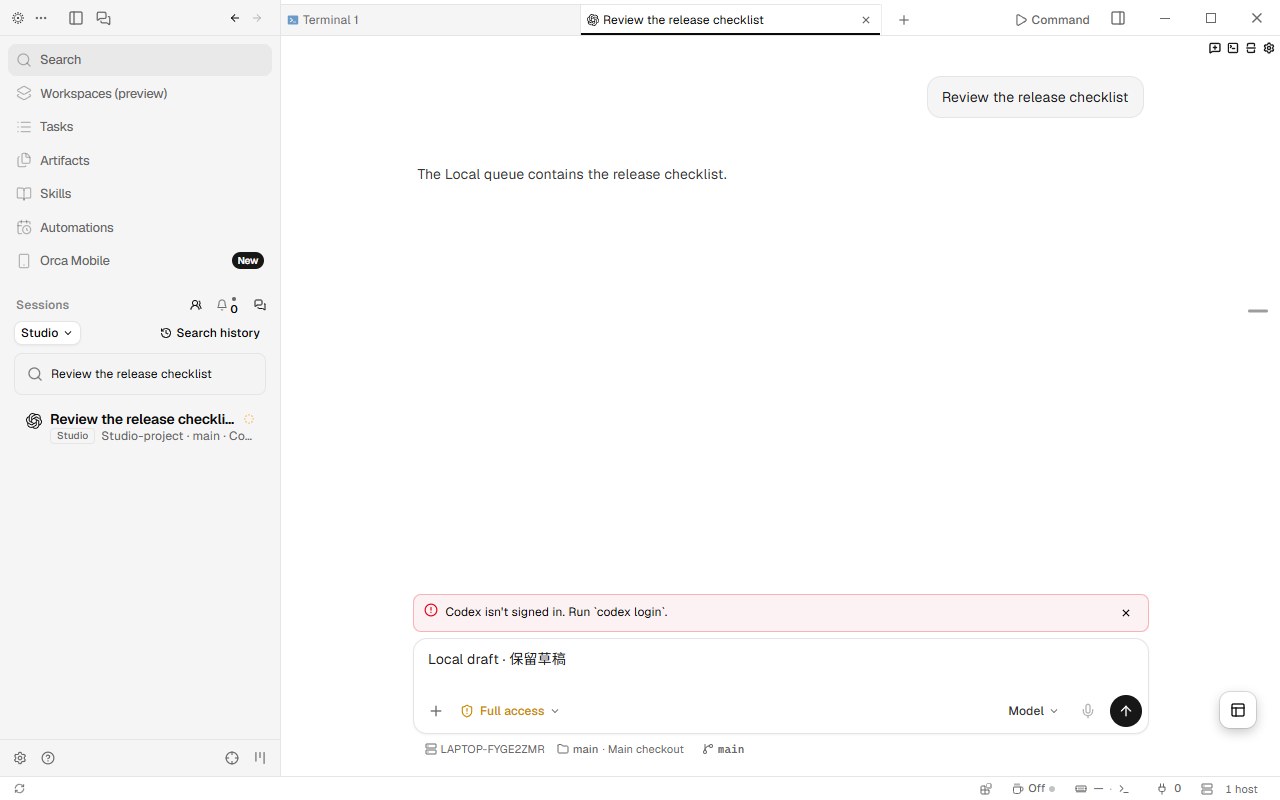 Terminal 1
Review the release checklist
Command
Search
Workspaces (preview)
Tasks
Artifacts
Skills
Automations
Orca Mobile
New
Sessions
0
Studio
Search history
Review the release checklist
Review the release checkli...
Studio
Studio-project · main · Co...
Review the release checklist
The Local queue contains the release checklist.
Codex isn't signed in. Run `codex login`.
Local draft · 保留草稿
Full access
Model
LAPTOP-FYGE2ZMR
main · Main checkout
main
Off
0
1 host